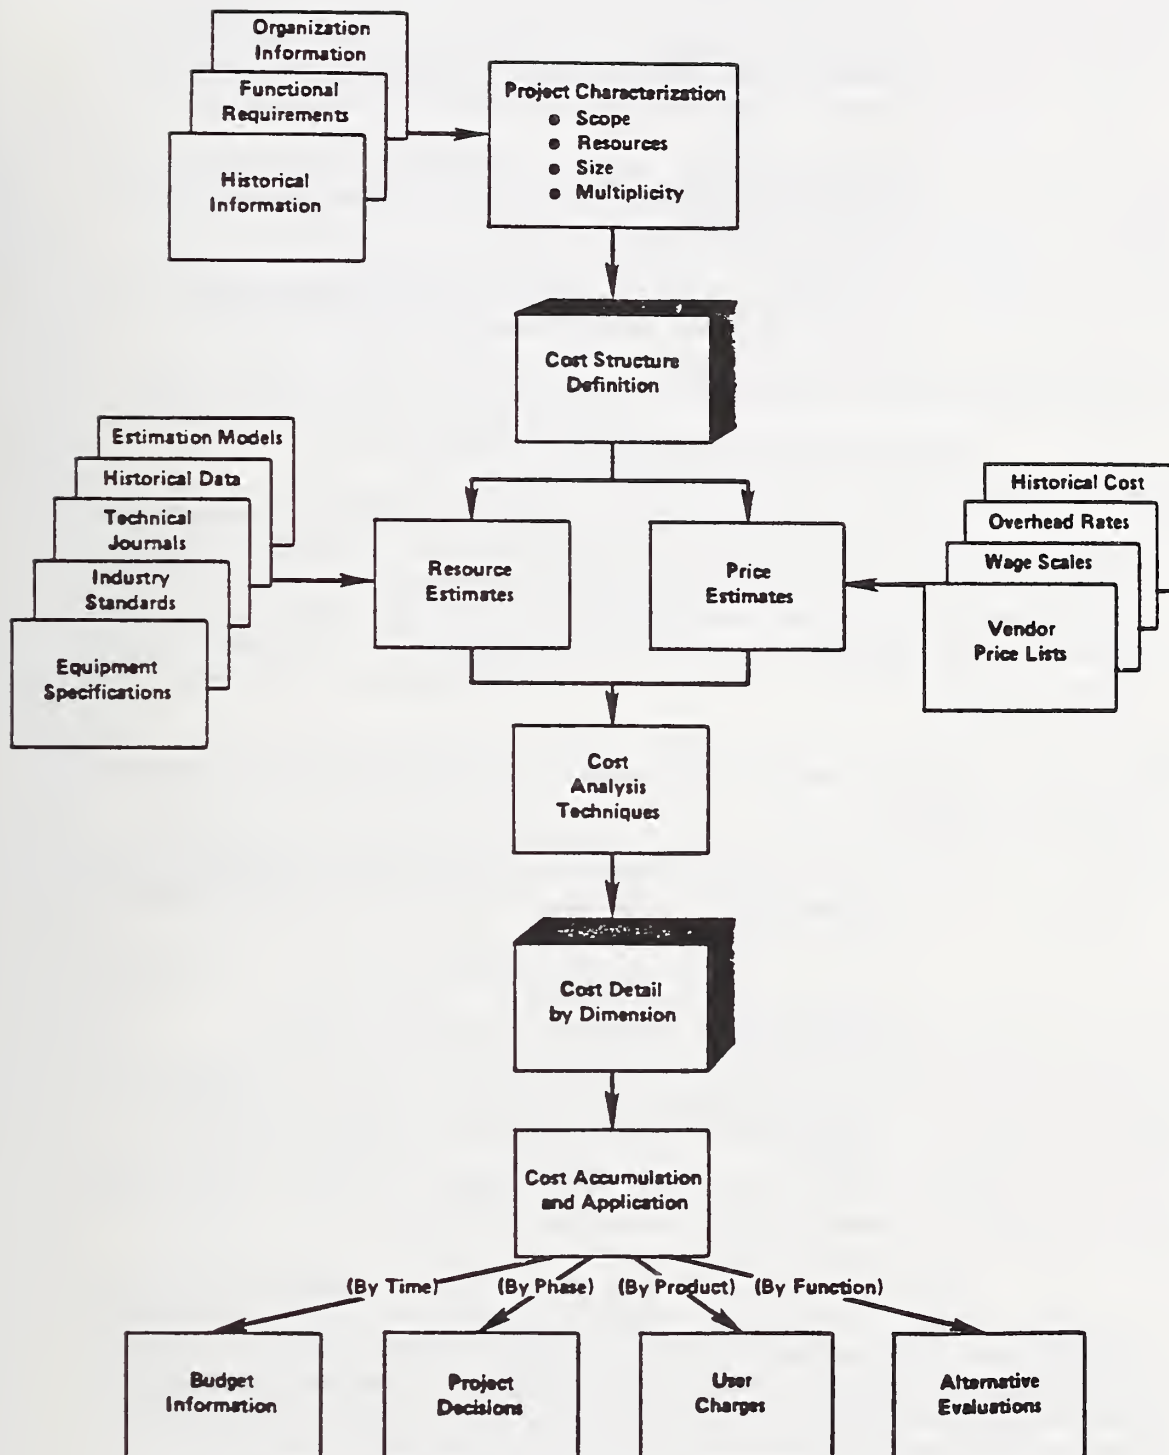 Organization
Information
Functional
Requirements
Historical
Information
Project Characterization
● Scope
● Resources
● Size
● Multiplicity
Cost Structure
Definition
Estimation Models
Historical Data
Technical
Journals
Industry
Standards
Equipment
Specifications
Resource
Estimates
Price
Estimates
Historical Cost
Overhead Rates
Wage Scales
Vendor
Price Lists
Cost
Analysis
Techniques
Cost Detail
by Dimension
Cost Accumulation
and Application
(By Time) (By Phase) (By Product) (By Function)
Budget
Information
Project
Decisions
User
Charges
Alternative
Evaluations